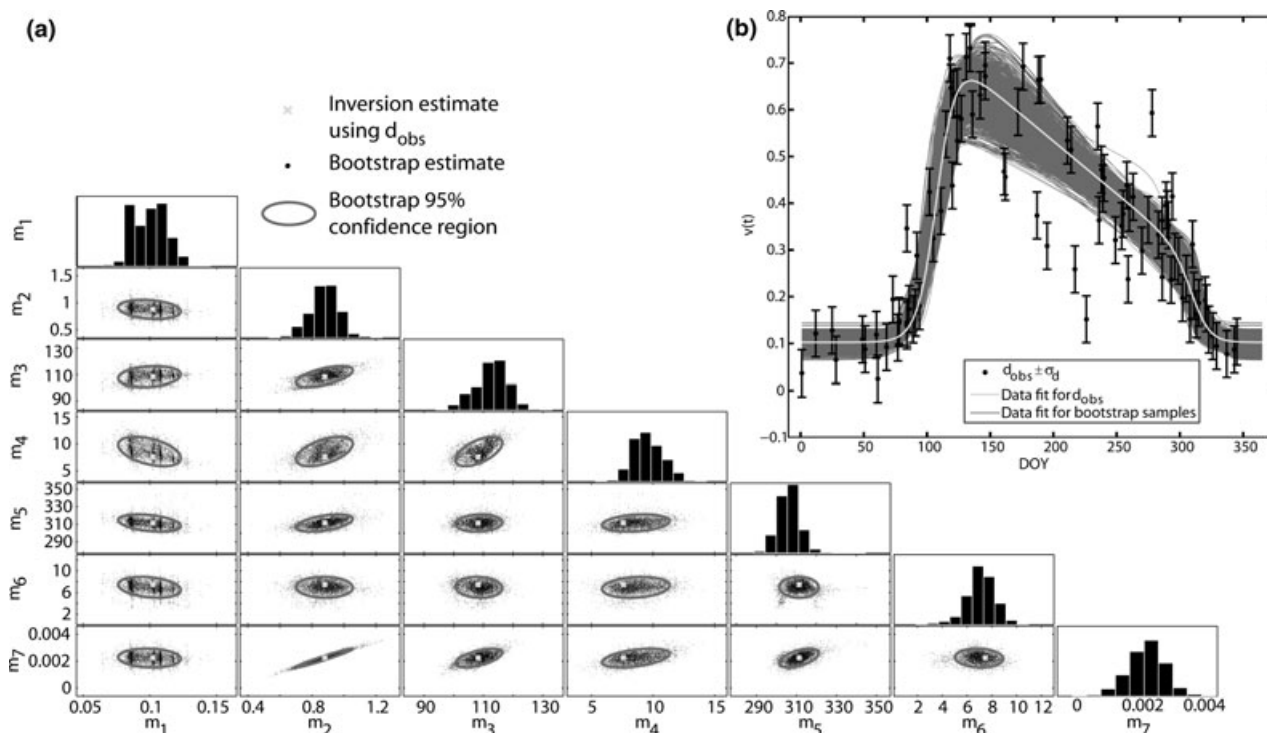 (a)
Inversion estimate
using d_obs
Bootstrap estimate
Bootstrap 95%
confidence region
m₁
m₂
1.5
1
0.5
m₃
130
110
90
m₄
15
10
5
m₅
350
330
310
290
m₆
10
6
2
m₇
0.004
0.002
0
0.05 0.1 0.15
m₁
0.4 0.8 1.2
m₂
90 110 130
m₃
5 10 15
m₄
290 310 330 350
m₅
2 4 6 8 10 12
m₆
0 0.002 0.004
m₇
(b)
0.8
0.7
0.6
0.5
0.4
0.3
0.2
0.1
0
−0.1
v(t)
0 50 100 150 200 250 300 350
DOY
d_obs ± σ_d
Data fit for d_obs
Data fit for bootstrap samples